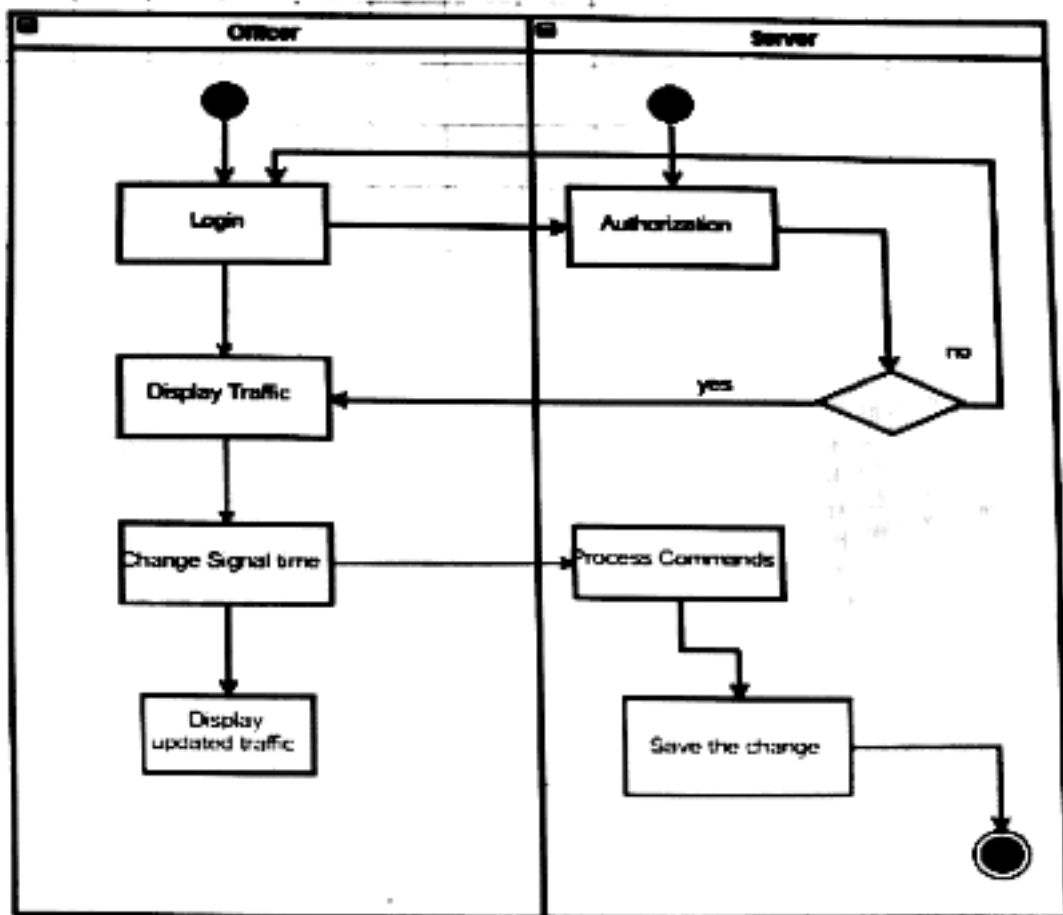 Officer
Server
Login
Authorization
no
yes
Display Traffic
Change Signal time
Process Commands
Display
updated traffic
Save the change